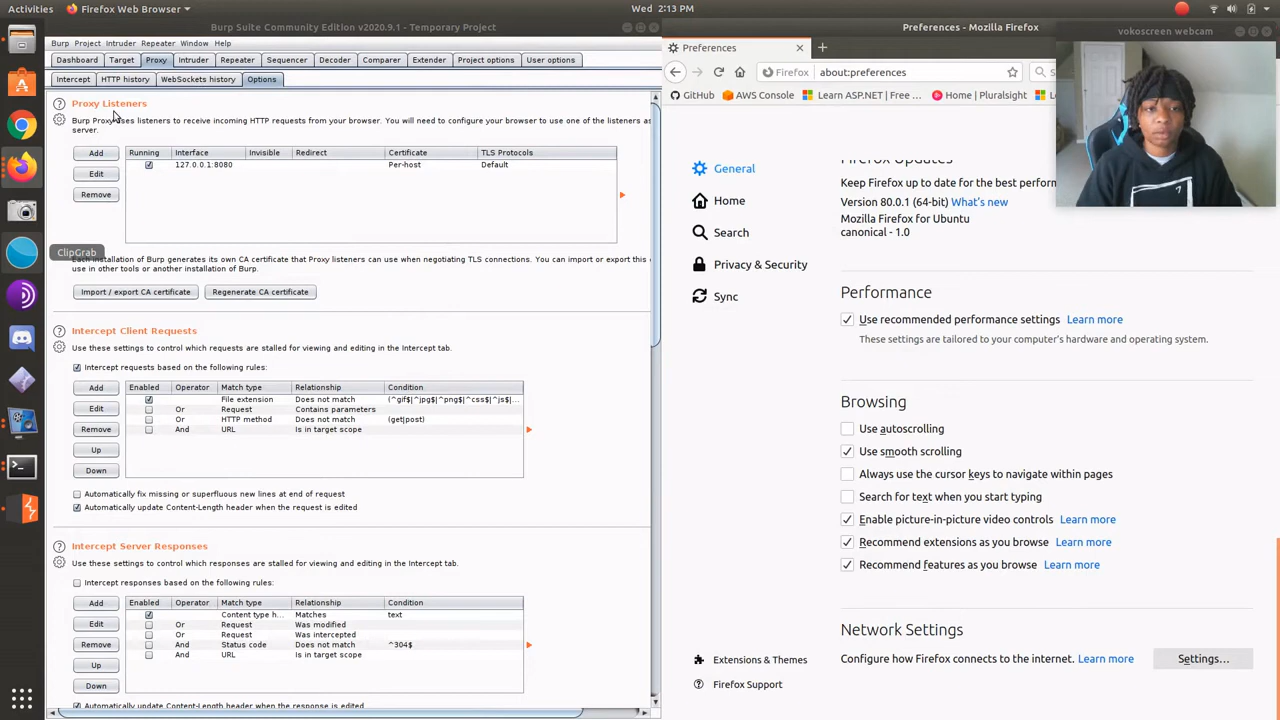 Activities
Firefox Web Browser
Wed 2:13 PM
Burp Suite Community Edition v2020.9.1 - Temporary Project
Burp Project Intruder Repeater Window Help
Dashboard Target Proxy Intruder Repeater Sequencer Decoder Comparer Extender Project options User options
Intercept HTTP history WebSockets history Options
Proxy Listeners
Burp Proxy uses listeners to receive incoming HTTP requests from your browser. You will need to configure your browser to use one of the listeners as
server.
Add Running Interface Invisible Redirect Certificate TLS Protocols
127.0.0.1:8080 Per-host Default
Edit
Remove
ClipGrab
Each installation of Burp generates its own CA certificate that Proxy listeners can use when negotiating TLS connections. You can import or export this
use in other tools or another installation of Burp.
Import / export CA certificate Regenerate CA certificate
Intercept Client Requests
Use these settings to control which requests are stalled for viewing and editing in the Intercept tab.
Intercept requests based on the following rules:
Add Enabled Operator Match type Relationship Condition
File extension Does not match (^gif$|^jpg$|^png$|^css$|^js$|...
Edit Or Request Contains parameters
Or HTTP method Does not match (get|post)
Remove And URL Is in target scope
Up
Down
Automatically fix missing or superfluous new lines at end of request
Automatically update Content-Length header when the request is edited
Intercept Server Responses
Use these settings to control which responses are stalled for viewing and editing in the Intercept tab.
Intercept responses based on the following rules:
Add Enabled Operator Match type Relationship Condition
Content type h... Matches text
Edit Or Request Was modified
Or Request Was intercepted
Remove And Status code Does not match ^304$
And URL Is in target scope
Up
Down
Automatically update Content-Length header when the response is edited
Preferences - Mozilla Firefox
vokoscreen webcam
Preferences
Firefox about:preferences
GitHub AWS Console Learn ASP.NET | Free ... Home | Pluralsight
General
Home
Search
Privacy & Security
Sync
Extensions & Themes
Firefox Support
Firefox Updates
Keep Firefox up to date for the best perform
Version 80.0.1 (64-bit) What's new
Mozilla Firefox for Ubuntu
canonical - 1.0
Performance
Use recommended performance settings Learn more
These settings are tailored to your computer's hardware and operating system.
Browsing
Use autoscrolling
Use smooth scrolling
Always use the cursor keys to navigate within pages
Search for text when you start typing
Enable picture-in-picture video controls Learn more
Recommend extensions as you browse Learn more
Recommend features as you browse Learn more
Network Settings
Configure how Firefox connects to the internet. Learn more Settings...